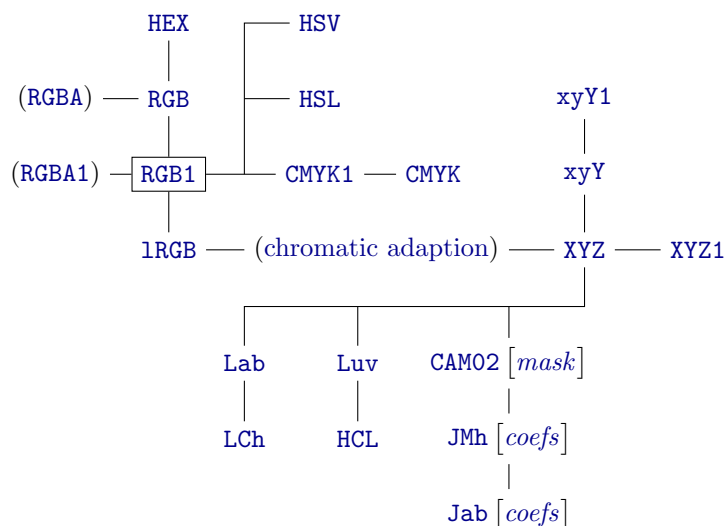 HEX HSV
(RGBA) RGB HSL xyY1
(RGBA1) RGB1 CMYK1 CMYK xyY
lRGB (chromatic adaption) XYZ XYZ1
Lab Luv CAM02 [mask]
LCh HCL JMh [coefs]
Jab [coefs]